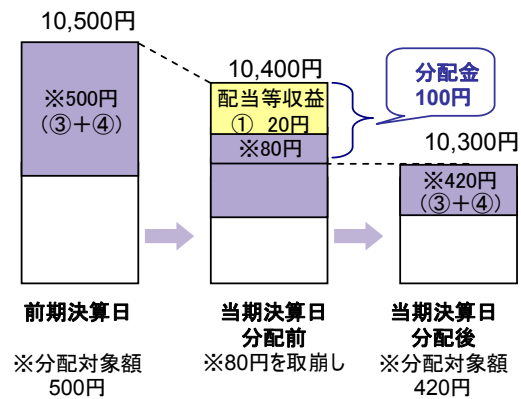 10,500円
※500円
(③+④)
10,400円
配当等収益
① 20円
※80円
分配金
100円
10,300円
※420円
(③+④)
前期決算日
※分配対象額
500円
当期決算日
分配前
※80円を取崩し
当期決算日
分配後
※分配対象額
420円